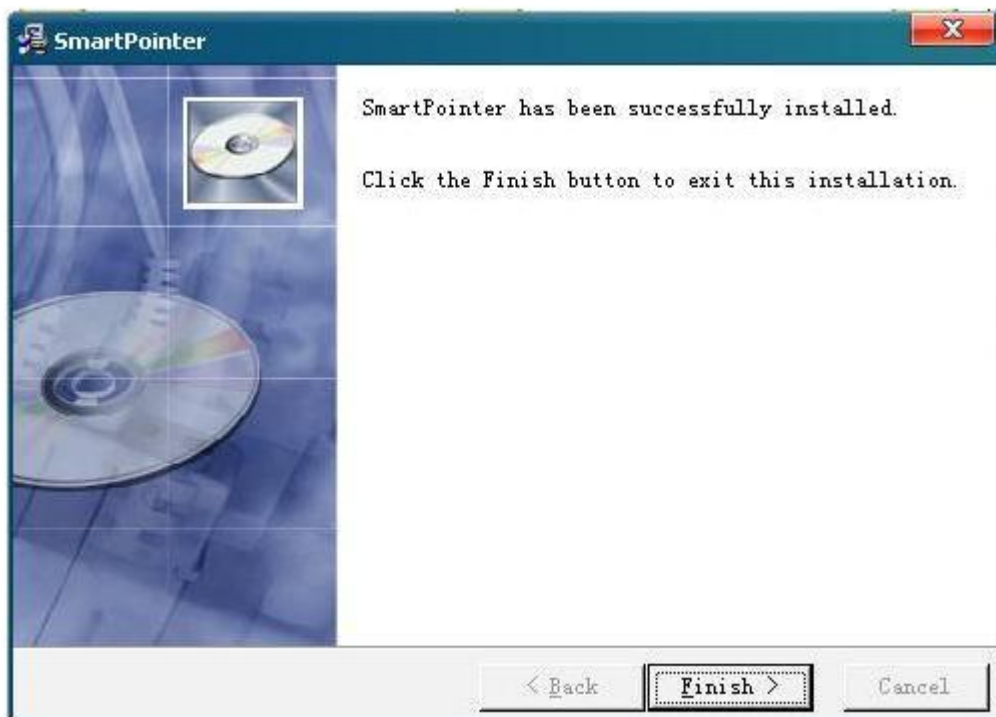 SmartPointer
SmartPointer has been successfully installed.
Click the Finish button to exit this installation.
< Back
Finish >
Cancel